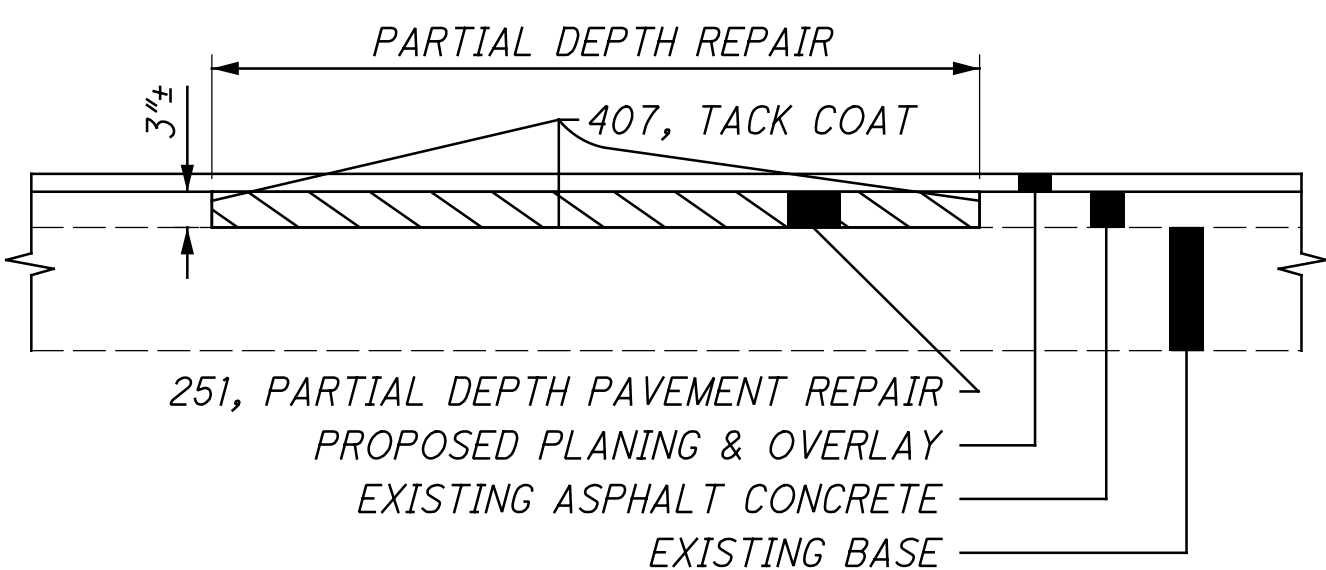 PARTIAL DEPTH REPAIR
3"±
407, TACK COAT
251, PARTIAL DEPTH PAVEMENT REPAIR
PROPOSED PLANING & OVERLAY
EXISTING ASPHALT CONCRETE
EXISTING BASE